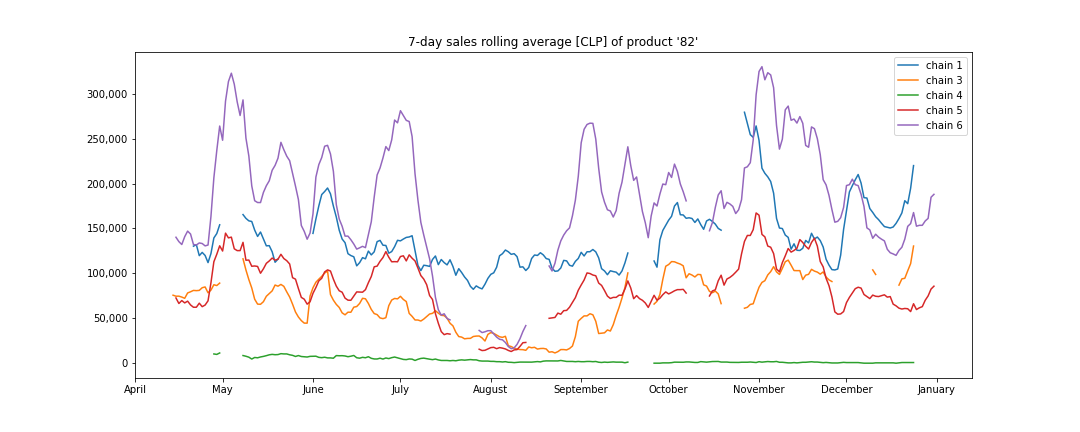 7-day sales rolling average [CLP] of product '82'
300,000
250,000
200,000
150,000
100,000
50,000
0
April May June July August September October November December January
chain 1
chain 3
chain 4
chain 5
chain 6